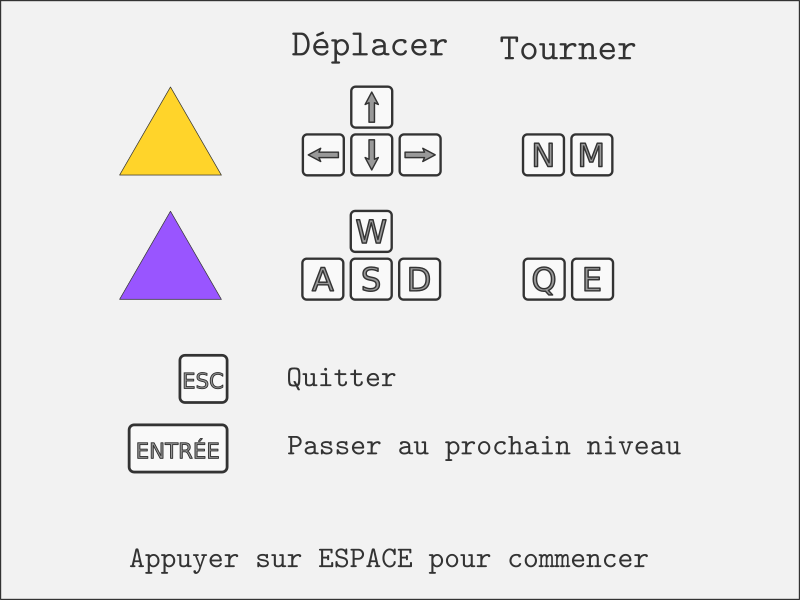 Déplacer Tourner
N M
W
A S D Q E
ESC Quitter
ENTRÉE Passer au prochain niveau
Appuyer sur ESPACE pour commencer